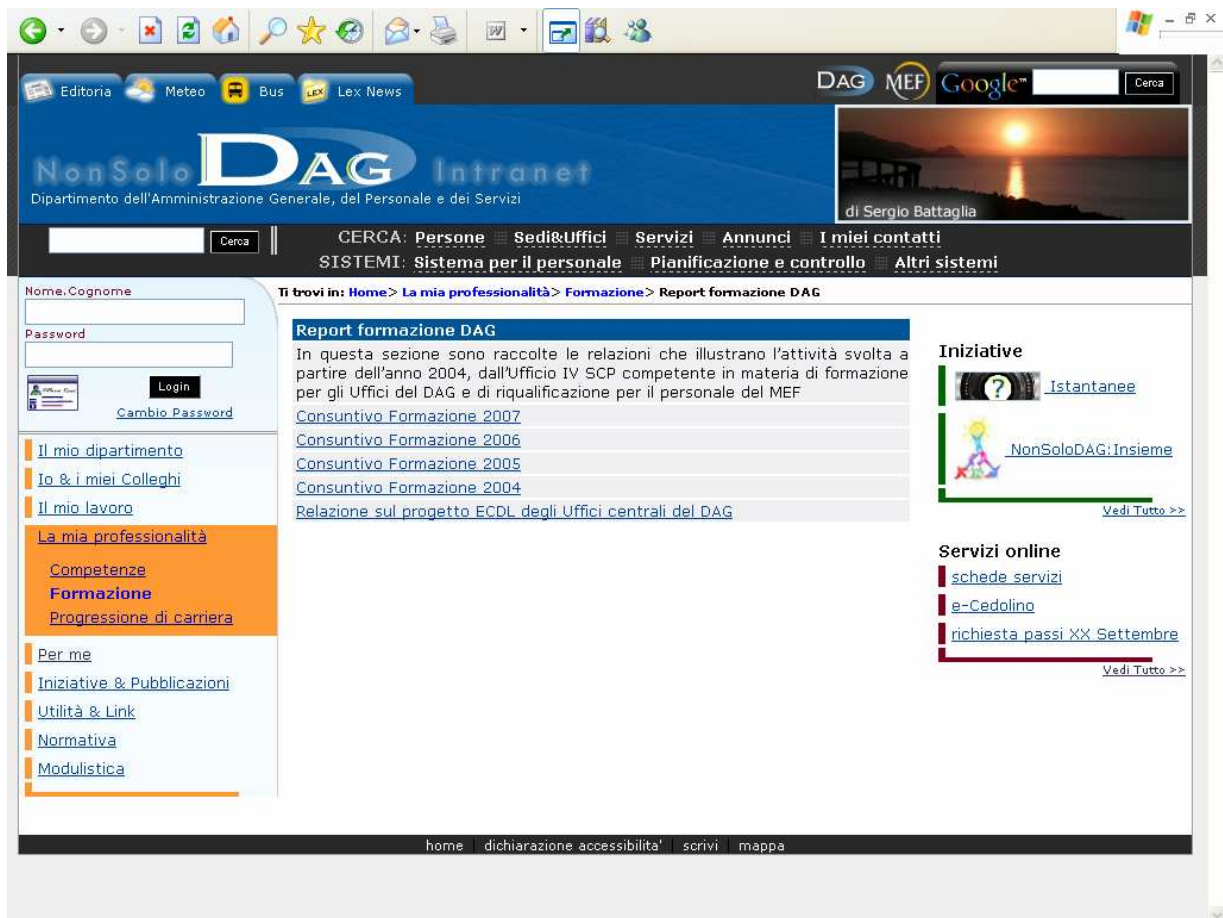 Editoria Meteo Bus Lex News DAG MEF Google™ Cerca
NonSolo DAG Intranet
Dipartimento dell'Amministrazione Generale, del Personale e dei Servizi
di Sergio Battaglia
Cerca CERCA: Persone Sedi&Uffici Servizi Annunci I miei contatti
SISTEMI: Sistema per il personale Pianificazione e controllo Altri sistemi
Nome.Cognome
Password
Login
Cambio Password
Il mio dipartimento
Io & i miei Colleghi
Il mio lavoro
La mia professionalità
Competenze
Formazione
Progressione di carriera
Per me
Iniziative & Pubblicazioni
Utilità & Link
Normativa
Modulistica
Ti trovi in: Home> La mia professionalità> Formazione> Report formazione DAG
Report formazione DAG
In questa sezione sono raccolte le relazioni che illustrano l'attività svolta a
partire dell'anno 2004, dall'Ufficio IV SCP competente in materia di formazione
per gli Uffici del DAG e di riqualificazione per il personale del MEF
Consuntivo Formazione 2007
Consuntivo Formazione 2006
Consuntivo Formazione 2005
Consuntivo Formazione 2004
Relazione sul progetto ECDL degli Uffici centrali del DAG
Iniziative
? Istantanee
NonSoloDAG:Insieme
Vedi Tutto >>
Servizi online
schede servizi
e-Cedolino
richiesta passi XX Settembre
Vedi Tutto >>
home dichiarazione accessibilita' scrivi mappa